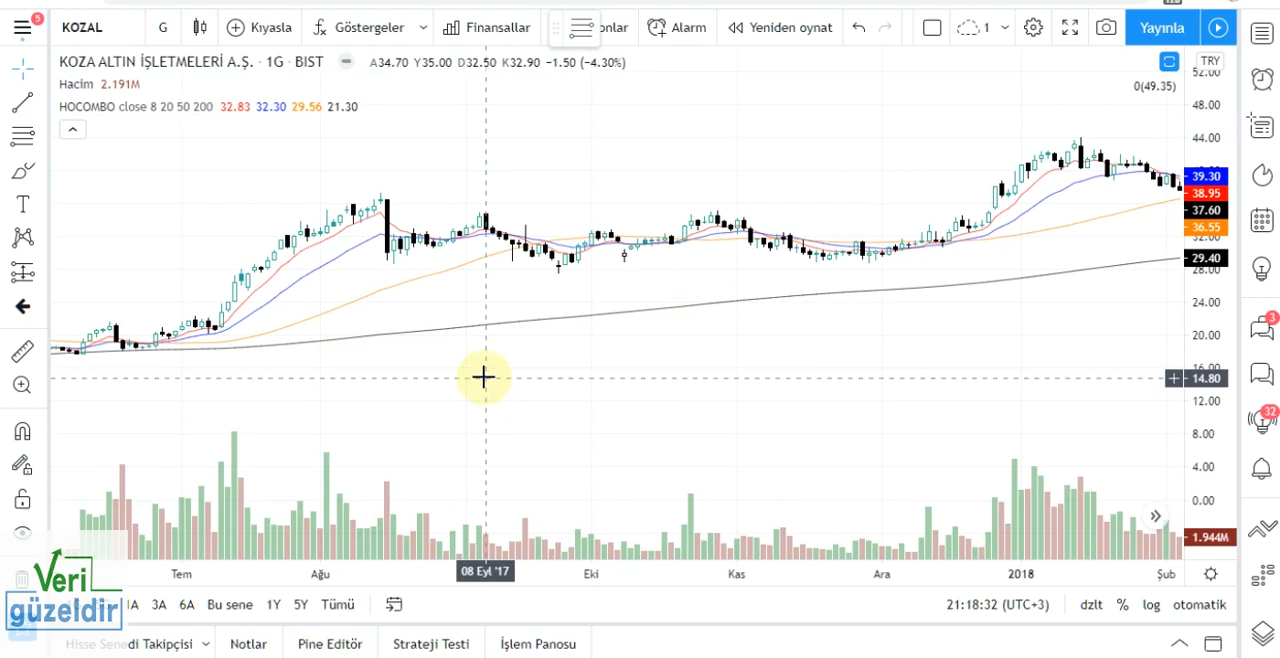 5
KOZAL G Kıyasla Göstergeler Finansallar onlar Alarm Yeniden oynat 1 Yayınla
KOZA ALTIN İŞLETMELERİ A.Ş. · 1G · BIST A34.70 Y35.00 D32.50 K32.90 -1.50 (-4.30%)
TRY
Hacim 2.191M
0(49.35)
HOCOMBO close 8 20 50 200 32.83 32.30 29.56 21.30
52.00
48.00
44.00
39.30
38.95
37.60
36.55
32.00
29.40
28.00
24.00
20.00
16.00
14.80
12.00
8.00
4.00
0.00
1.944M
3
32
Tem Ağu 08 Eyl '17 Eki Kas Ara 2018 Şub
Veri
güzeldir
1A 3A 6A Bu sene 1Y 5Y Tümü 21:18:32 (UTC+3) dzlt % log otomatik
Hisse Senedi Takipçisi Notlar Pine Editör Strateji Testi İşlem Panosu